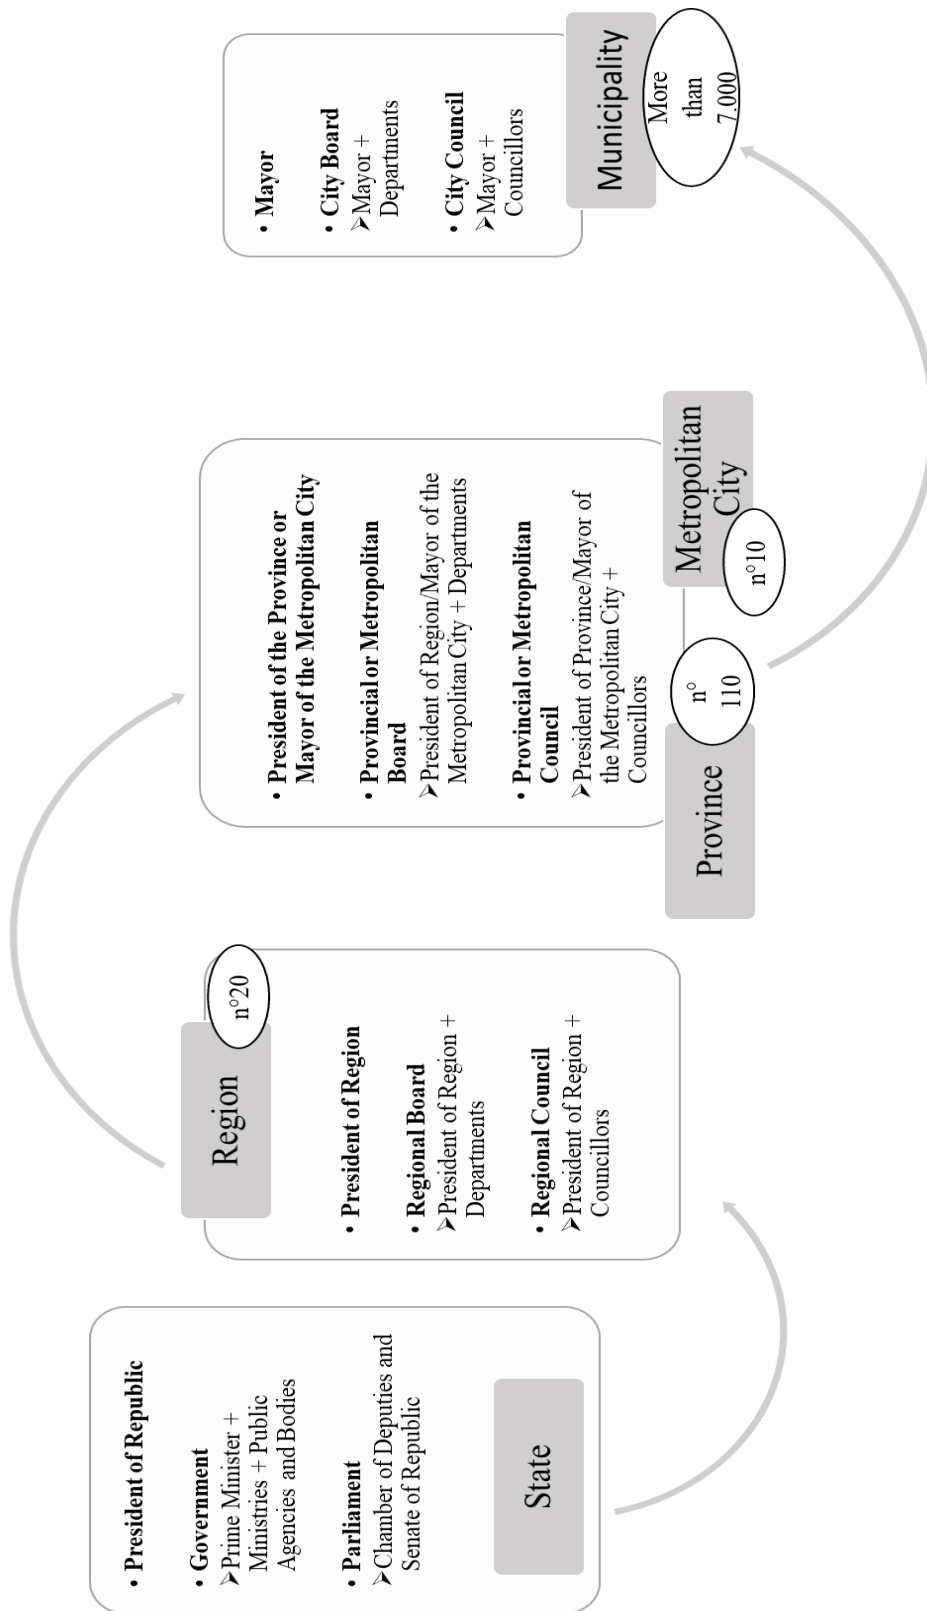 • President of Republic
• Government
➢Prime Minister +
Ministries + Public
Agencies and Bodies
• Parliament
➢Chamber of Deputies and
Senate of Republic
State
Region
n°20
• President of Region
• Regional Board
➢President of Region +
Departments
• Regional Council
➢President of Region +
Councillors
• President of the Province or
Mayor of the Metropolitan City
• Provincial or Metropolitan
Board
➢President of Region/Mayor of the
Metropolitan City + Departments
• Provincial or Metropolitan
Council
➢President of Province/Mayor of
the Metropolitan City +
Councillors
Province
n°
110
Metropolitan
City
n°10
• Mayor
• City Board
➢Mayor +
Departments
• City Council
➢Mayor +
Councillors
Municipality
More
than
7.000